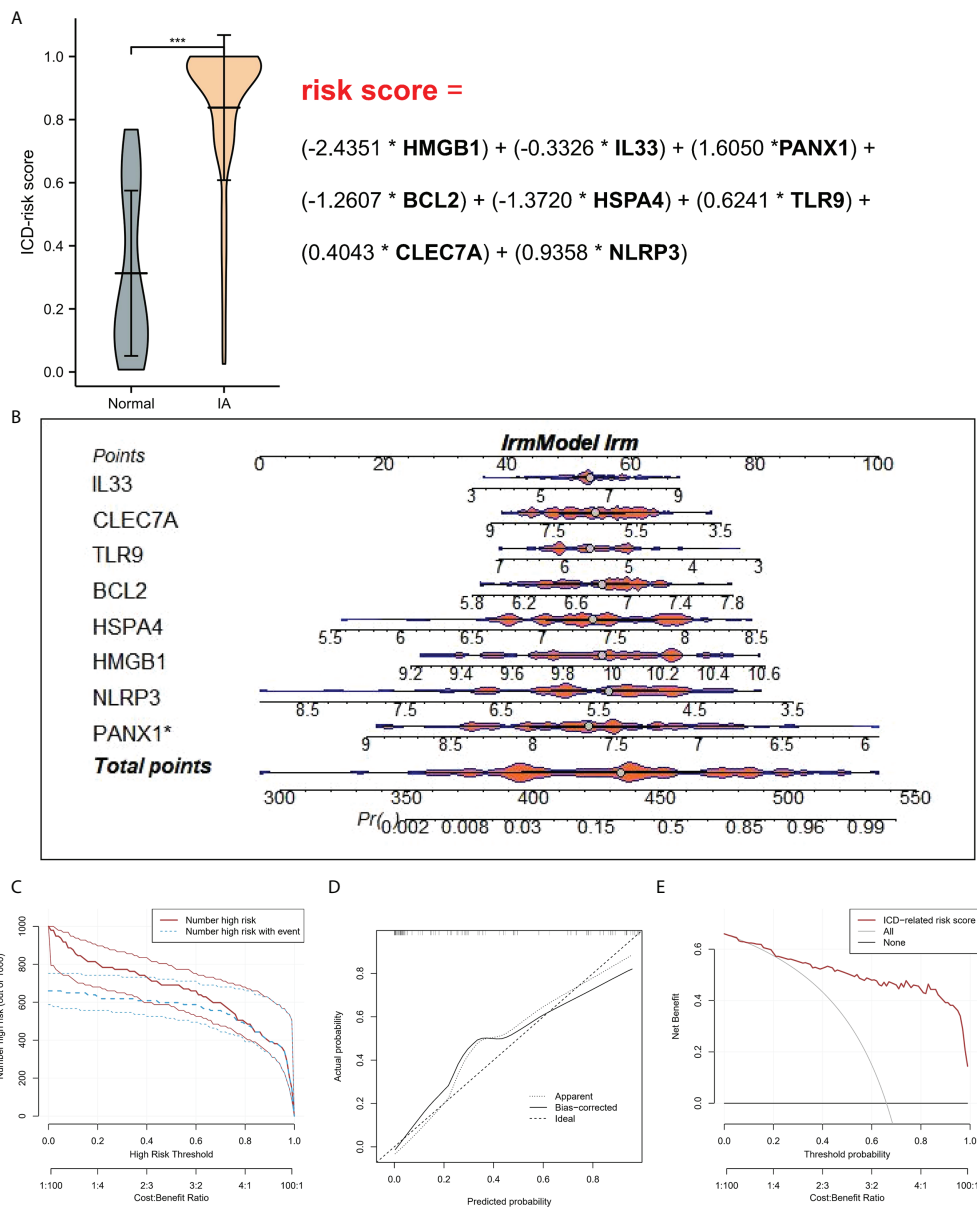 A
***
1.0
0.8
0.6
0.4
0.2
0.0
ICD-risk score
Normal IA
risk score =
(-2.4351 * HMGB1) + (-0.3326 * IL33) + (1.6050 *PANX1) +
(-1.2607 * BCL2) + (-1.3720 * HSPA4) + (0.6241 * TLR9) +
(0.4043 * CLEC7A) + (0.9358 * NLRP3)
B
lrmModel lrm
Points 0 20 40 60 80 100
IL33
3 5 7 9
CLEC7A
9 7.5 5.5 3.5
TLR9
7 6 5 4 3
BCL2
5.8 6.2 6.6 7 7.4 7.8
HSPA4
5.5 6 6.5 7 7.5 8 8.5
HMGB1
9.2 9.4 9.6 9.8 10 10.2 10.4 10.6
NLRP3
8.5 7.5 6.5 5.5 4.5 3.5
PANX1*
9 8.5 8 7.5 7 6.5 6
Total points
300 350 400 450 500 550
Pr( ) 0.002 0.008 0.03 0.15 0.5 0.85 0.96 0.99
C
Number high risk
Number high risk with event
1000
800
600
400
200
0
0.0 0.2 0.4 0.6 0.8 1.0
High Risk Threshold
1:100 1:4 2:3 3:2 4:1 100:1
Cost:Benefit Ratio
D
Actual probability
0.8
0.6
0.4
0.2
0.0
Apparent
Bias-corrected
Ideal
0.0 0.2 0.4 0.6 0.8
Predicted probability
E
ICD-related risk score
All
None
Net Benefit
0.6
0.4
0.2
0.0
0.0 0.2 0.4 0.6 0.8 1.0
Threshold probability
1:100 1:4 2:3 3:2 4:1 100:1
Cost:Benefit Ratio